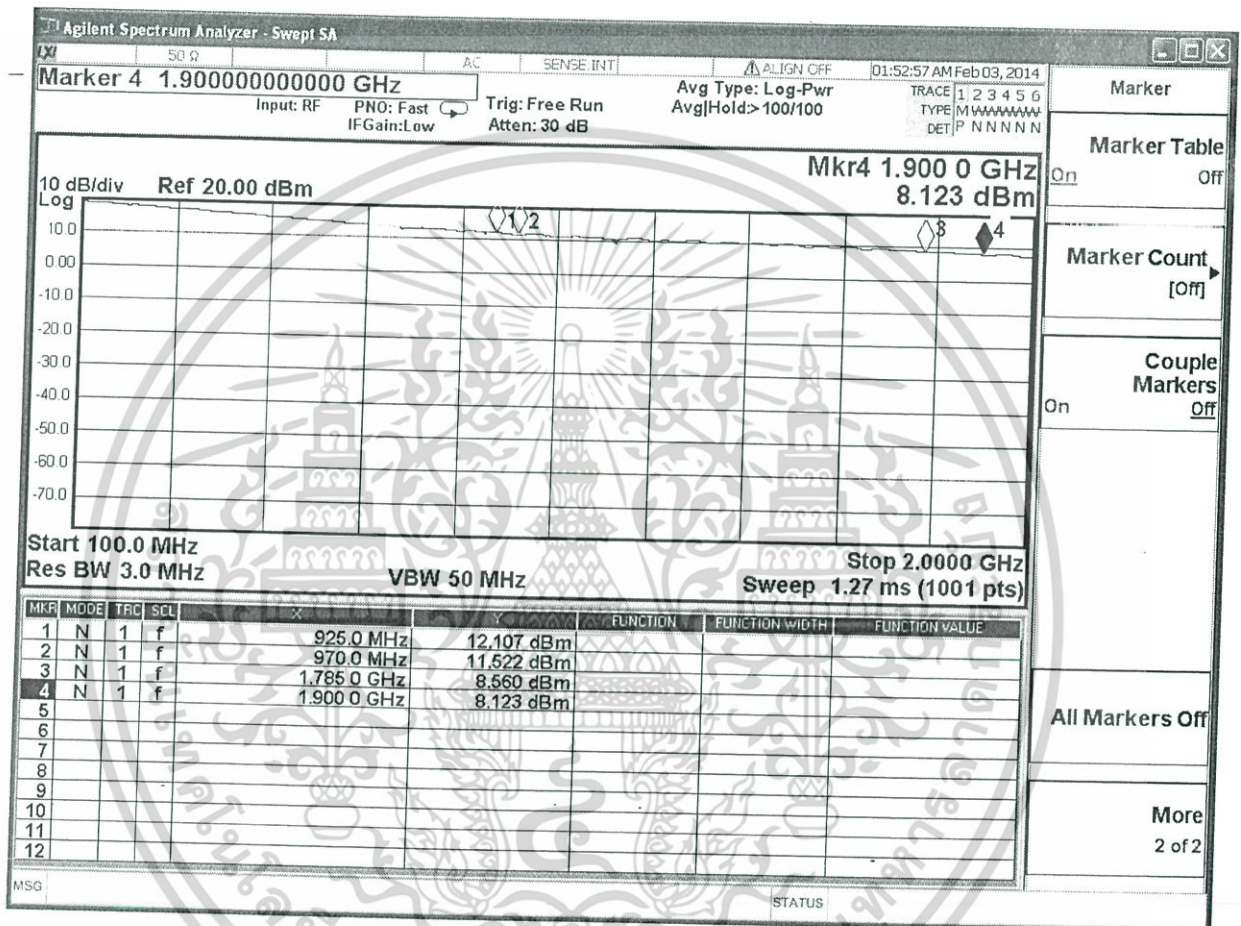 Agilent Spectrum Analyzer - Swept SA
LXI 50 Ω AC SENSE:INT ALIGN OFF 01:52:57 AM Feb 03, 2014
Marker 4 1.900000000000 GHz
Input: RF PNO: Fast IFGain:Low
Trig: Free Run Atten: 30 dB
Avg Type: Log-Pwr Avg|Hold:>100/100
TRACE 1 2 3 4 5 6
TYPE M WWWWW
DET P N N N N N
Mkr4 1.900 0 GHz
8.123 dBm
10 dB/div Ref 20.00 dBm
Log
1 2 3 4
10.0
0.00
-10.0
-20.0
-30.0
-40.0
-50.0
-60.0
-70.0
Start 100.0 MHz Stop 2.0000 GHz
Res BW 3.0 MHz VBW 50 MHz Sweep 1.27 ms (1001 pts)
MKR MODE TRC SCL X Y FUNCTION FUNCTION WIDTH FUNCTION VALUE
1 N 1 f 925.0 MHz 12.107 dBm
2 N 1 f 970.0 MHz 11.522 dBm
3 N 1 f 1.785 0 GHz 8.560 dBm
4 N 1 f 1.900 0 GHz 8.123 dBm
5
6
7
8
9
10
11
12
MSG STATUS
Marker
Marker Table
On Off
Marker Count
[Off]
Couple
Markers
On Off
All Markers Off
More
2 of 2